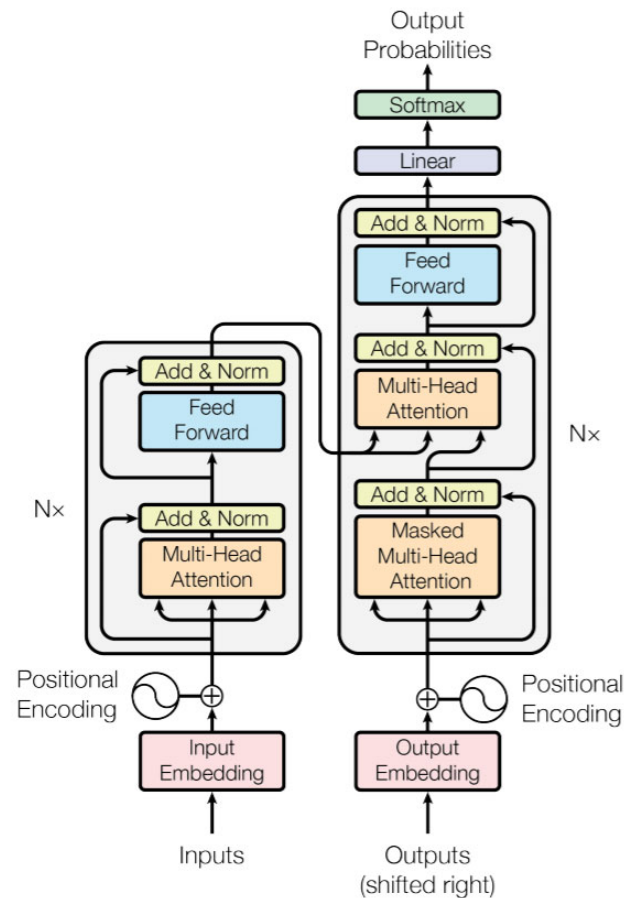 Output
Probabilities
Softmax
Linear
Add & Norm
Feed
Forward
Add & Norm
Multi-Head
Attention
Add & Norm
Masked
Multi-Head
Attention
N×
Add & Norm
Feed
Forward
Add & Norm
Multi-Head
Attention
N×
Positional
Encoding
Positional
Encoding
Input
Embedding
Output
Embedding
Inputs
Outputs
(shifted right)